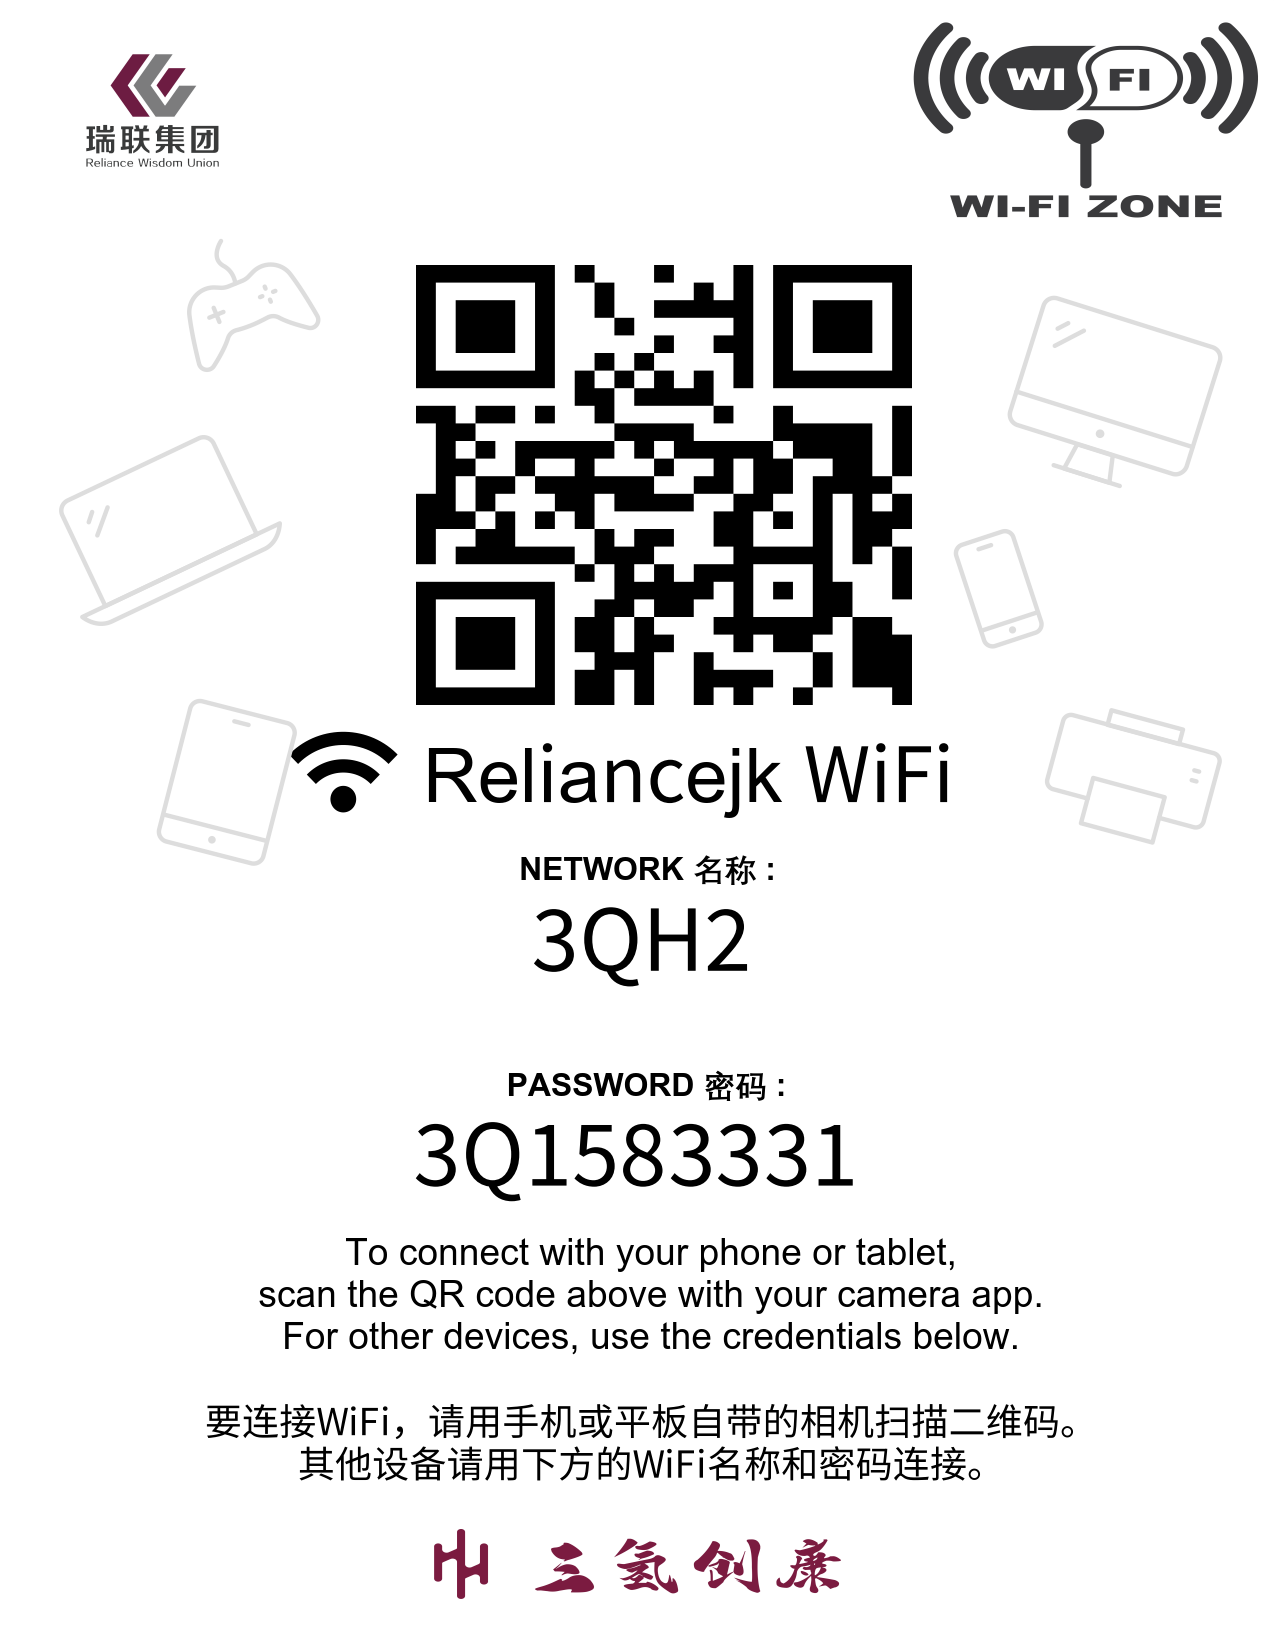 瑞联集团
Reliance Wisdom Union
WI FI
WI-FI ZONE
Reliancejk WiFi
NETWORK 名称：
3QH2
PASSWORD 密码：
3Q1583331
To connect with your phone or tablet,
scan the QR code above with your camera app.
For other devices, use the credentials below.
要连接WiFi，请用手机或平板自带的相机扫描二维码。
其他设备请用下方的WiFi名称和密码连接。
三氢创康